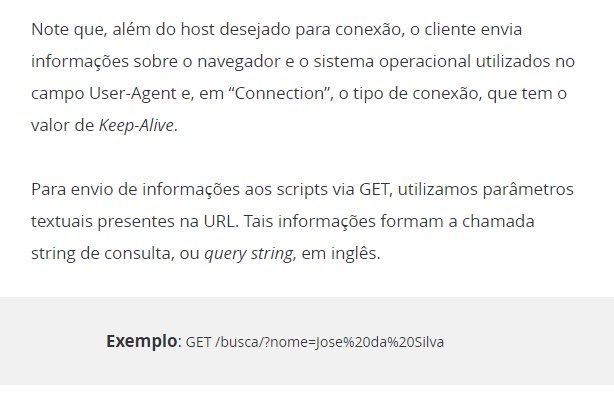 Note que, além do host desejado para conexão, o cliente envia
informações sobre o navegador e o sistema operacional utilizados no
campo User-Agent e, em “Connection”, o tipo de conexão, que tem o
valor de Keep-Alive.
Para envio de informações aos scripts via GET, utilizamos parâmetros
textuais presentes na URL. Tais informações formam a chamada
string de consulta, ou query string, em inglês.
Exemplo: GET /busca/?nome=Jose%20da%20Silva